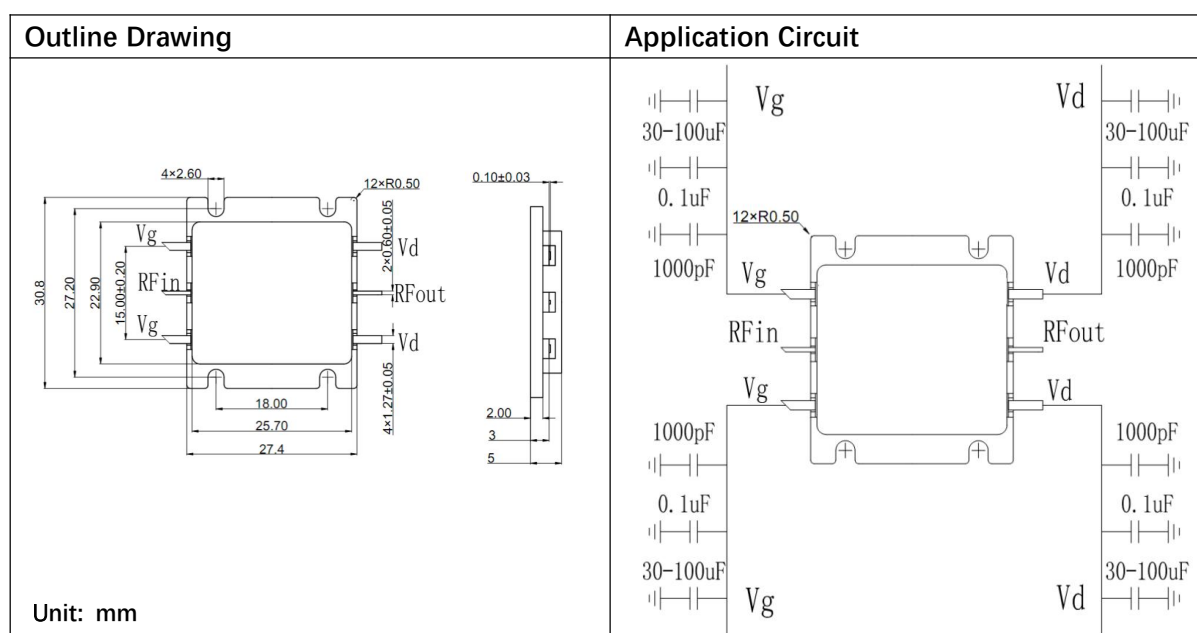 Outline Drawing
Application Circuit
4×2.60
12×R0.50
0.10±0.03
30.8
27.20
22.90
15.00±0.20
2×0.60±0.05
4×1.27±0.05
Vg
Vd
RFin
RFout
Vg
Vd
18.00
25.70
27.4
2.00
3
5
Unit: mm
Vg
Vd
30-100uF
30-100uF
0.1uF
0.1uF
12×R0.50
1000pF
1000pF
Vg
Vd
RFin
RFout
Vg
Vd
1000pF
1000pF
0.1uF
0.1uF
30-100uF
30-100uF
Vg
Vd